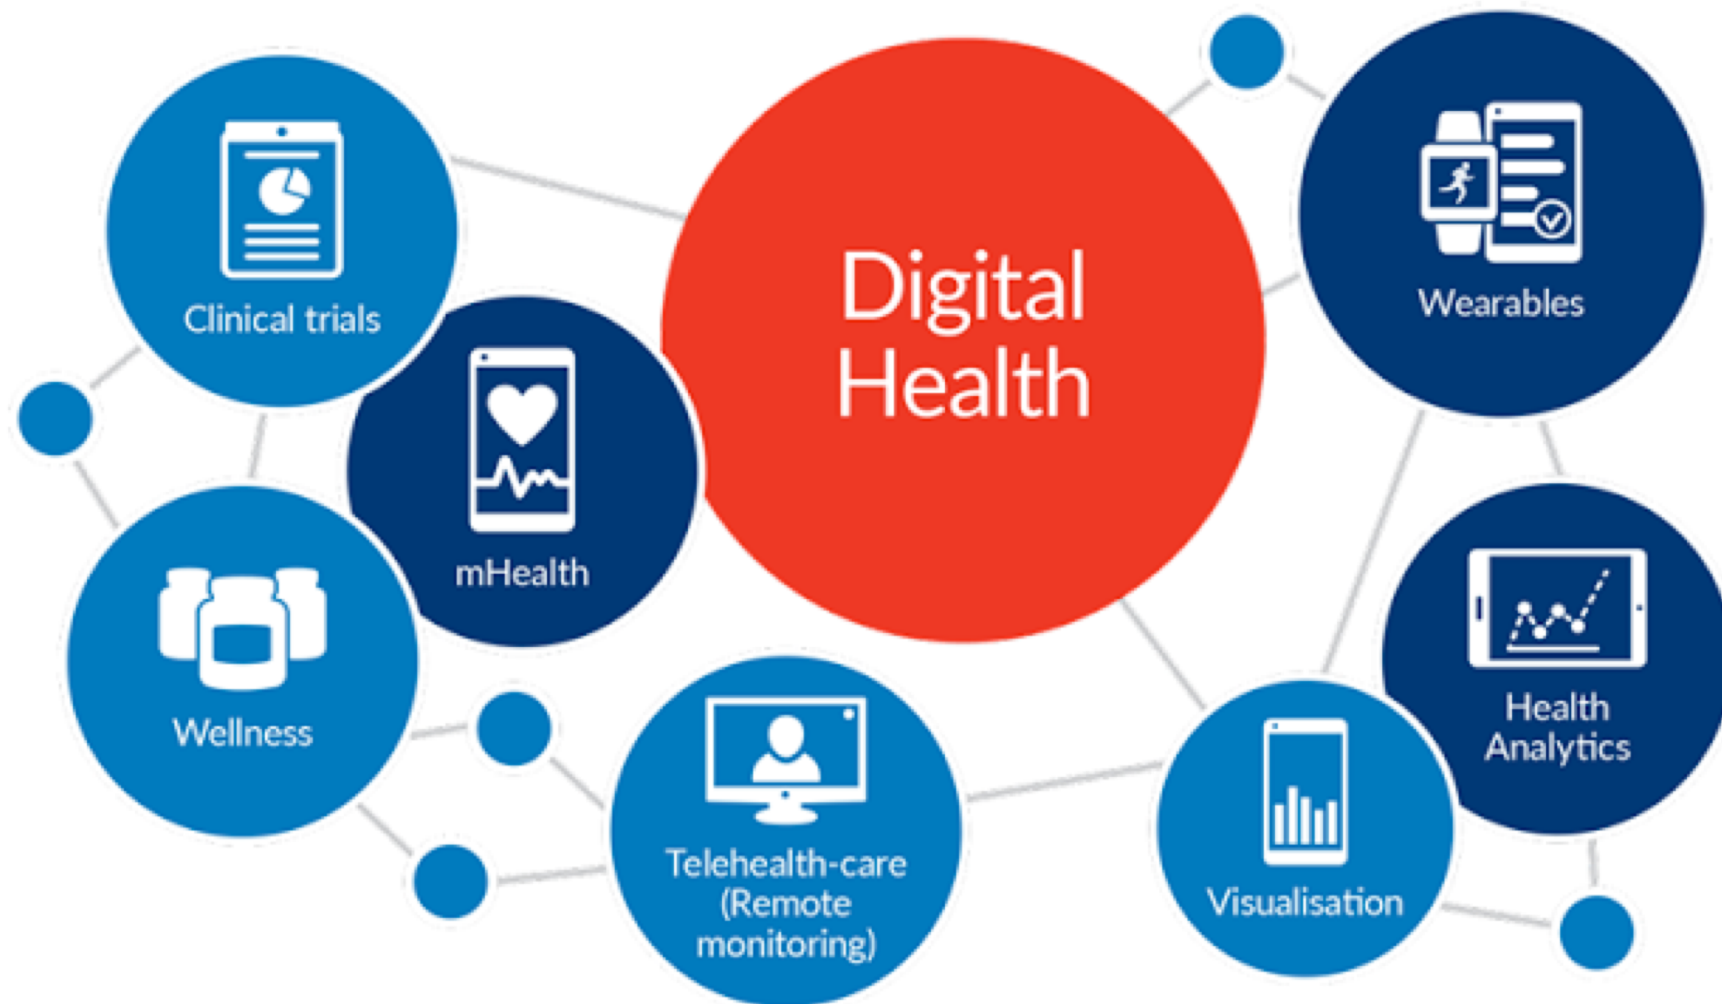 Digital
Health
Clinical trials
mHealth
Wellness
Telehealth-care
(Remote
monitoring)
Visualisation
Health
Analytics
Wearables